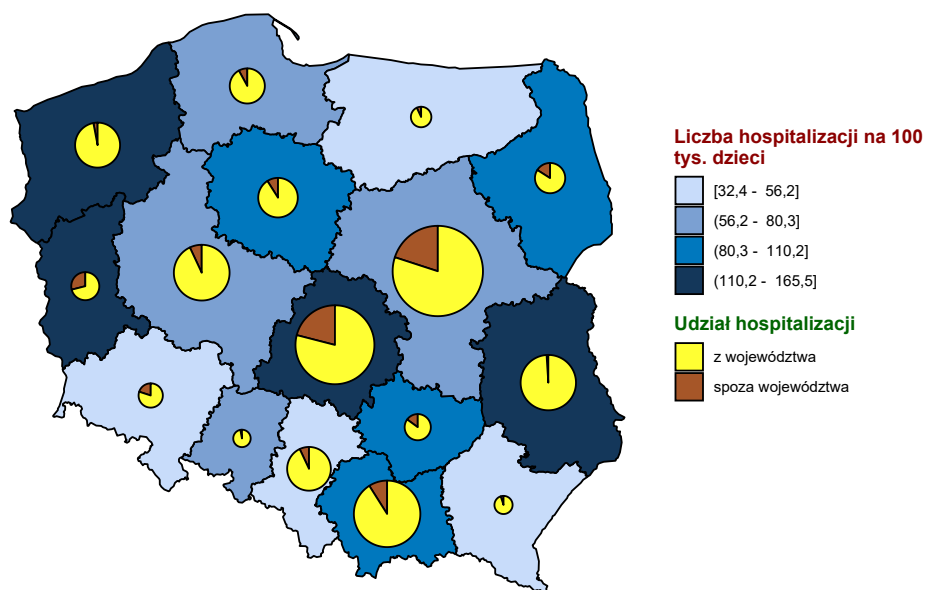 Liczba hospitalizacji na 100
tys. dzieci
[32,4 - 56,2]
(56,2 - 80,3]
(80,3 - 110,2]
(110,2 - 165,5]
Udział hospitalizacji
z województwa
spoza województwa